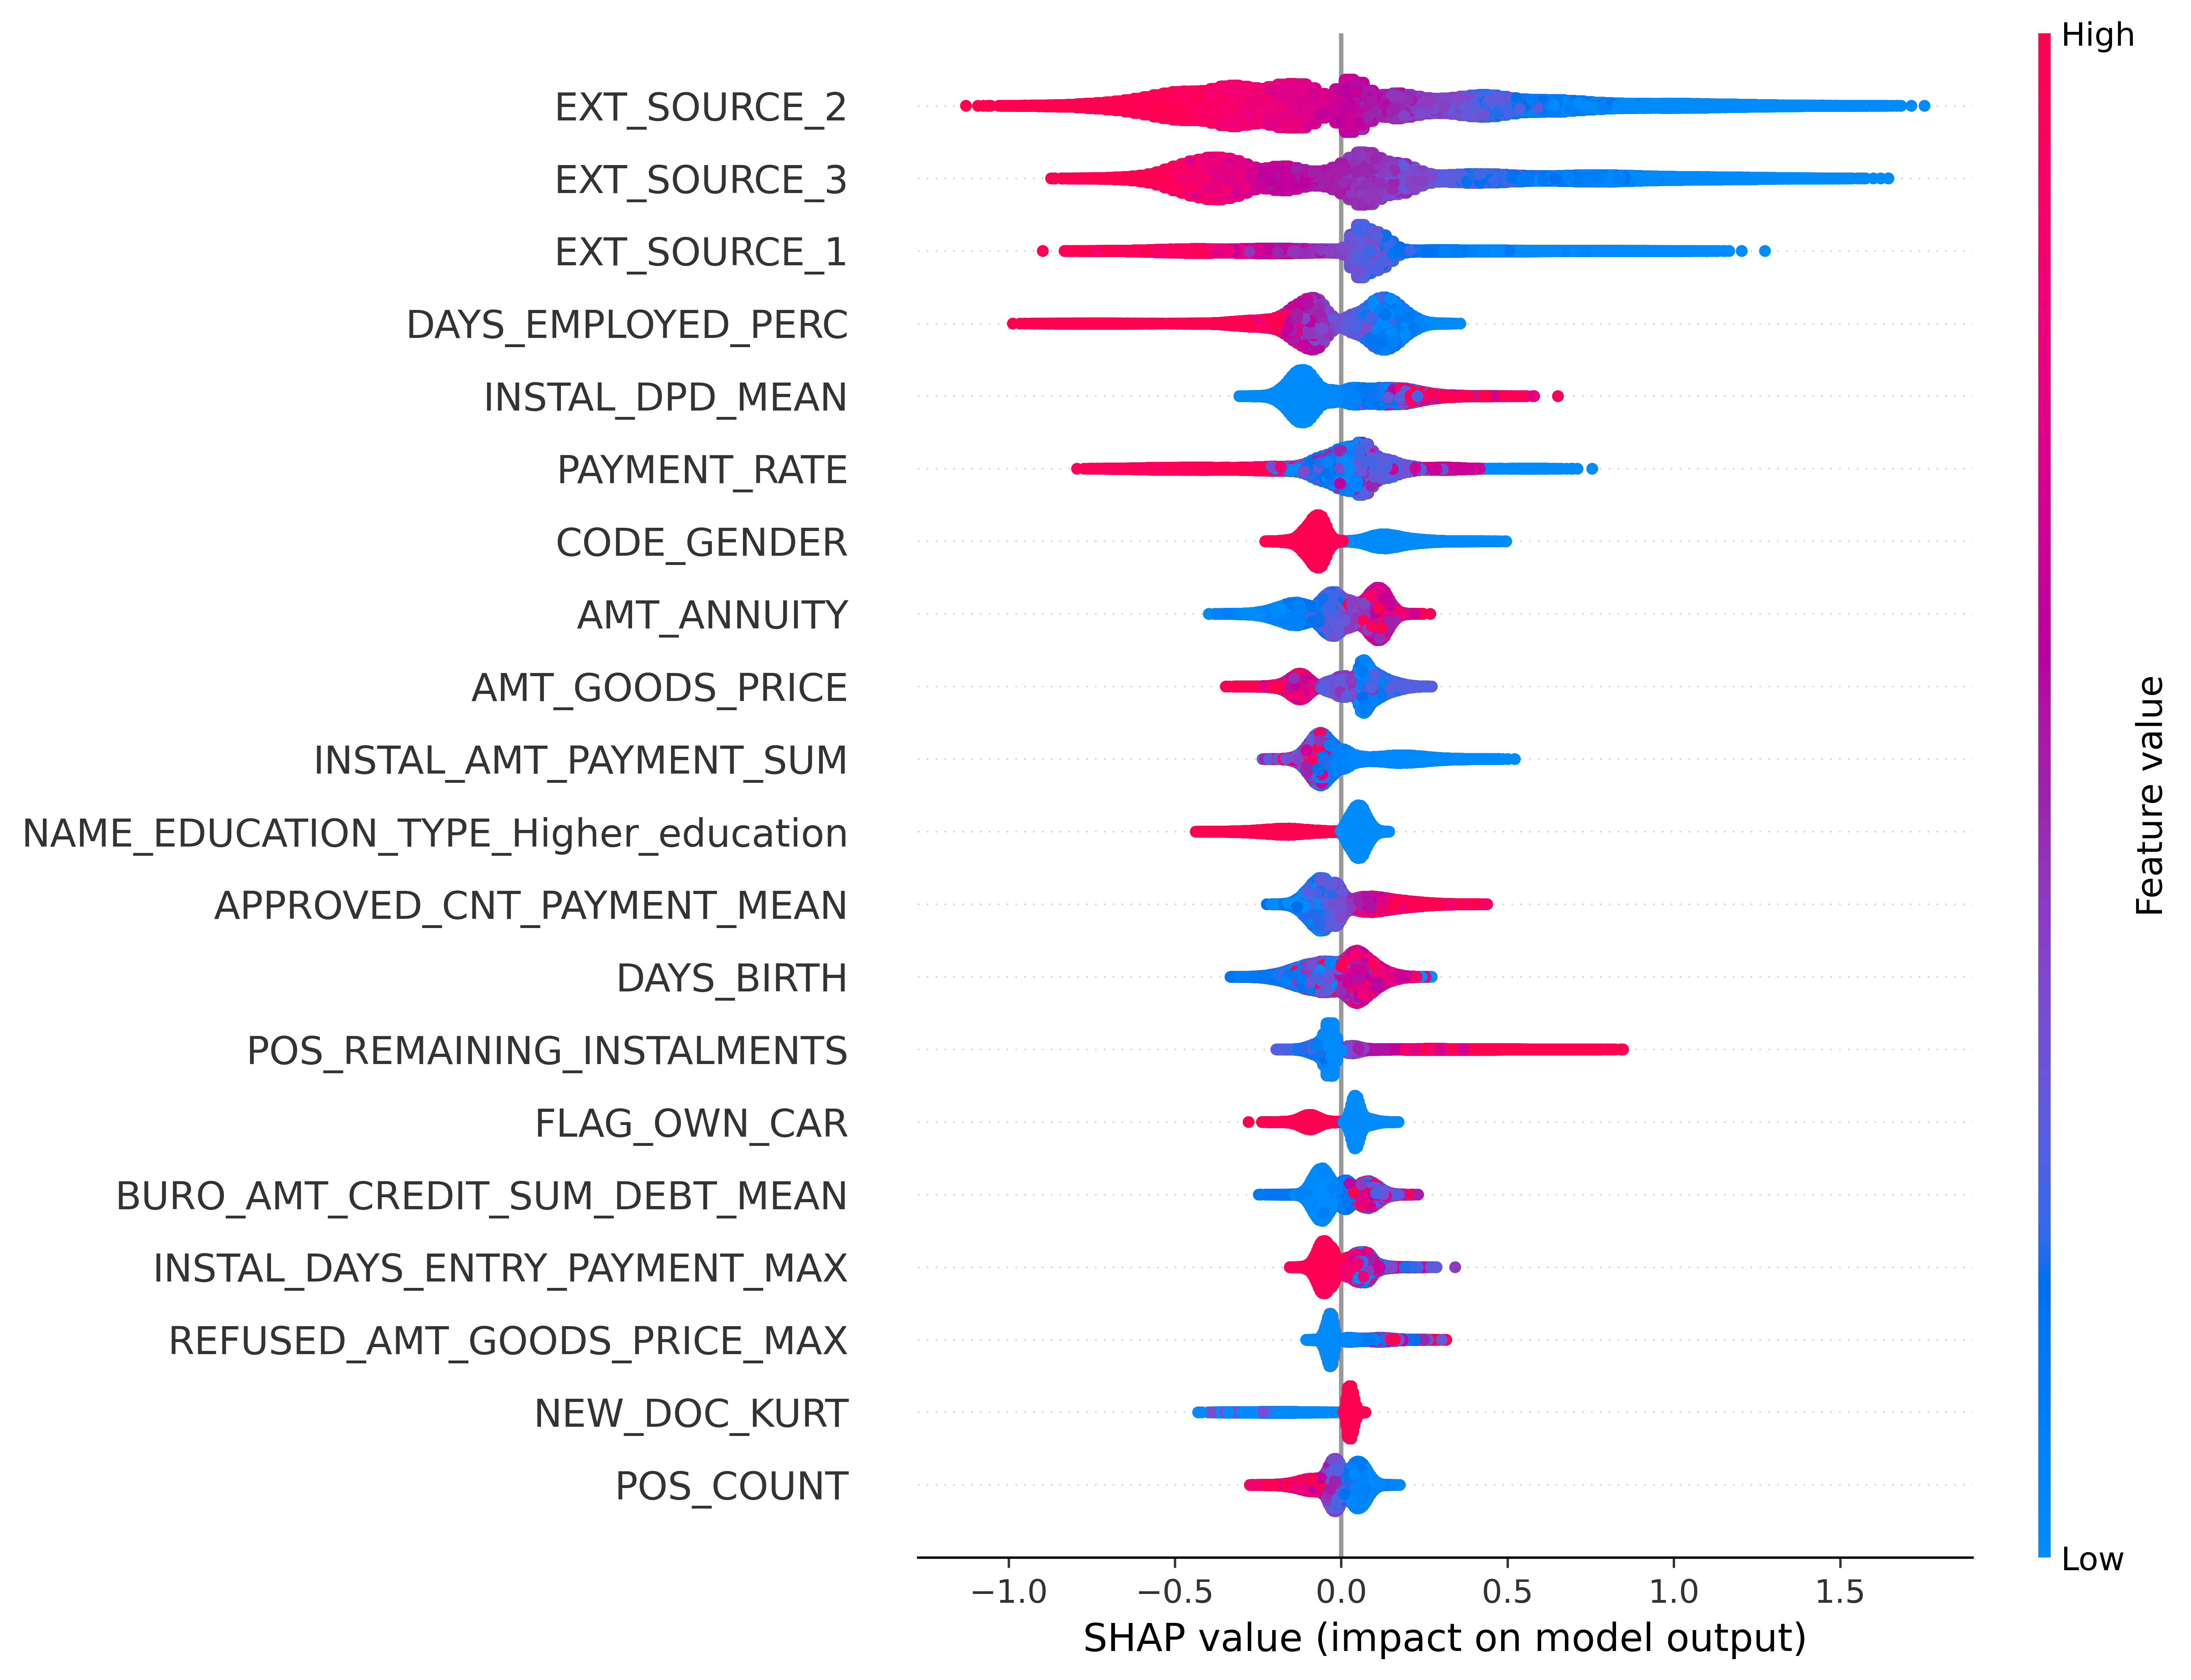 High
EXT_SOURCE_2
EXT_SOURCE_3
EXT_SOURCE_1
DAYS_EMPLOYED_PERC
INSTAL_DPD_MEAN
PAYMENT_RATE
CODE_GENDER
AMT_ANNUITY
AMT_GOODS_PRICE
INSTAL_AMT_PAYMENT_SUM
NAME_EDUCATION_TYPE_Higher_education
APPROVED_CNT_PAYMENT_MEAN
DAYS_BIRTH
POS_REMAINING_INSTALMENTS
FLAG_OWN_CAR
BURO_AMT_CREDIT_SUM_DEBT_MEAN
INSTAL_DAYS_ENTRY_PAYMENT_MAX
REFUSED_AMT_GOODS_PRICE_MAX
NEW_DOC_KURT
POS_COUNT
Feature value
Low
−1.0 −0.5 0.0 0.5 1.0 1.5
SHAP value (impact on model output)